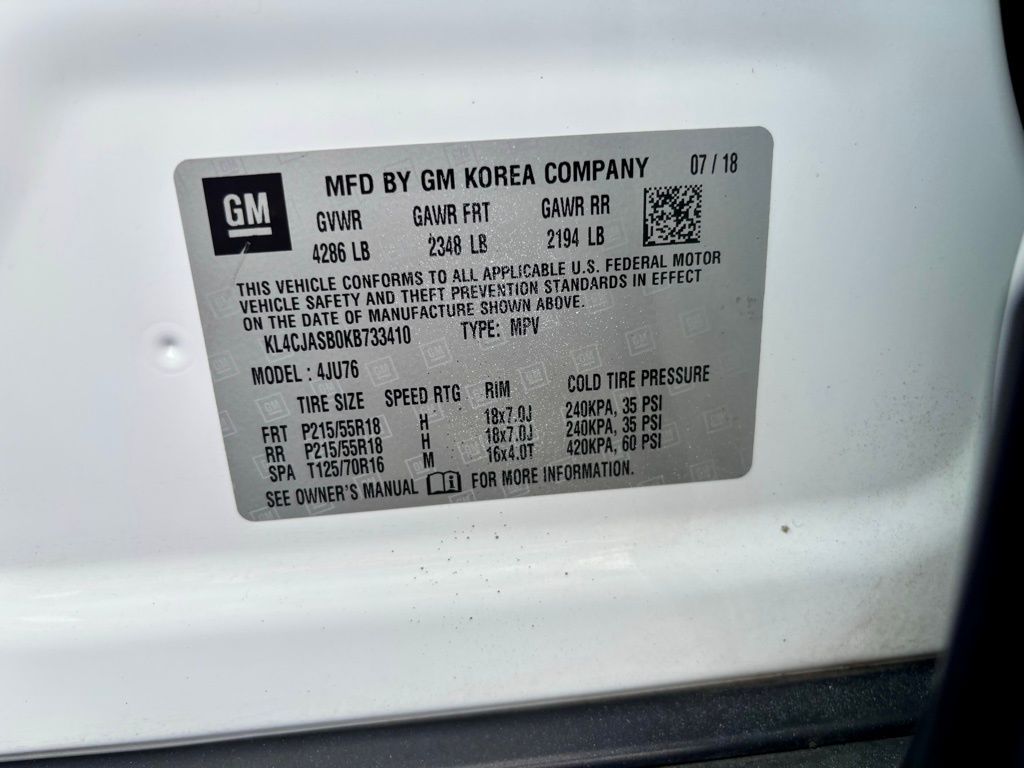 GM
MFD BY GM KOREA COMPANY 07 / 18
GVWR GAWR FRT GAWR RR
4286 LB 2348 LB 2194 LB
THIS VEHICLE CONFORMS TO ALL APPLICABLE U.S. FEDERAL MOTOR
VEHICLE SAFETY AND THEFT PREVENTION STANDARDS IN EFFECT
ON THE DATE OF MANUFACTURE SHOWN ABOVE.
KL4CJASB0KB733410 TYPE: MPV
MODEL : 4JU76
TIRE SIZE SPEED RTG RIM COLD TIRE PRESSURE
FRT P215/55R18 H 18x7.0J 240KPA, 35 PSI
RR P215/55R18 H 18x7.0J 240KPA, 35 PSI
SPA T125/70R16 M 16x4.0T 420KPA, 60 PSI
SEE OWNER'S MANUAL i FOR MORE INFORMATION.